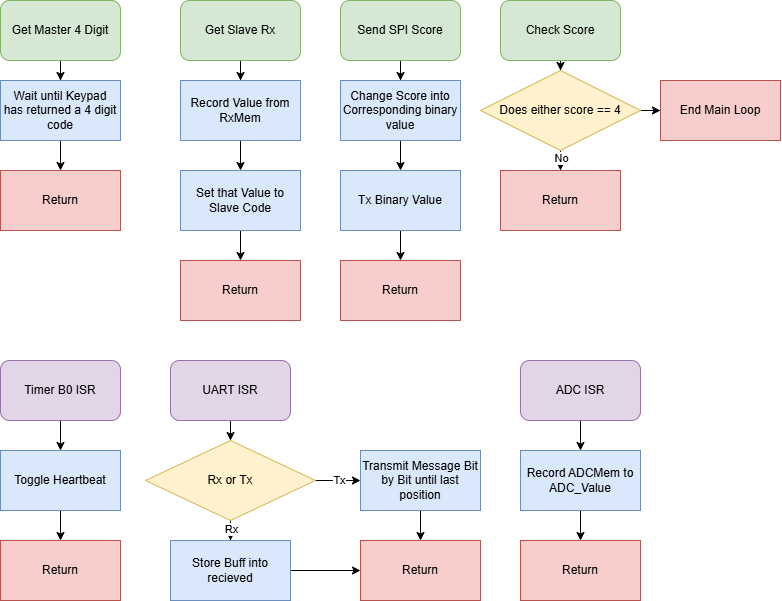 Get Master 4 Digit
Get Slave Rx
Send SPI Score
Check Score
Wait until Keypad
has returned a 4 digit
code
Record Value from
RxMem
Change Score into
Corresponding binary
value
Does either score == 4
End Main Loop
No
Return
Set that Value to
Slave Code
Tx Binary Value
Return
Return
Return
Timer B0 ISR
UART ISR
ADC ISR
Toggle Heartbeat
Rx or Tx
Tx
Transmit Message Bit
by Bit until last
position
Record ADCMem to
ADC_Value
Rx
Return
Store Buff into
recieved
Return
Return